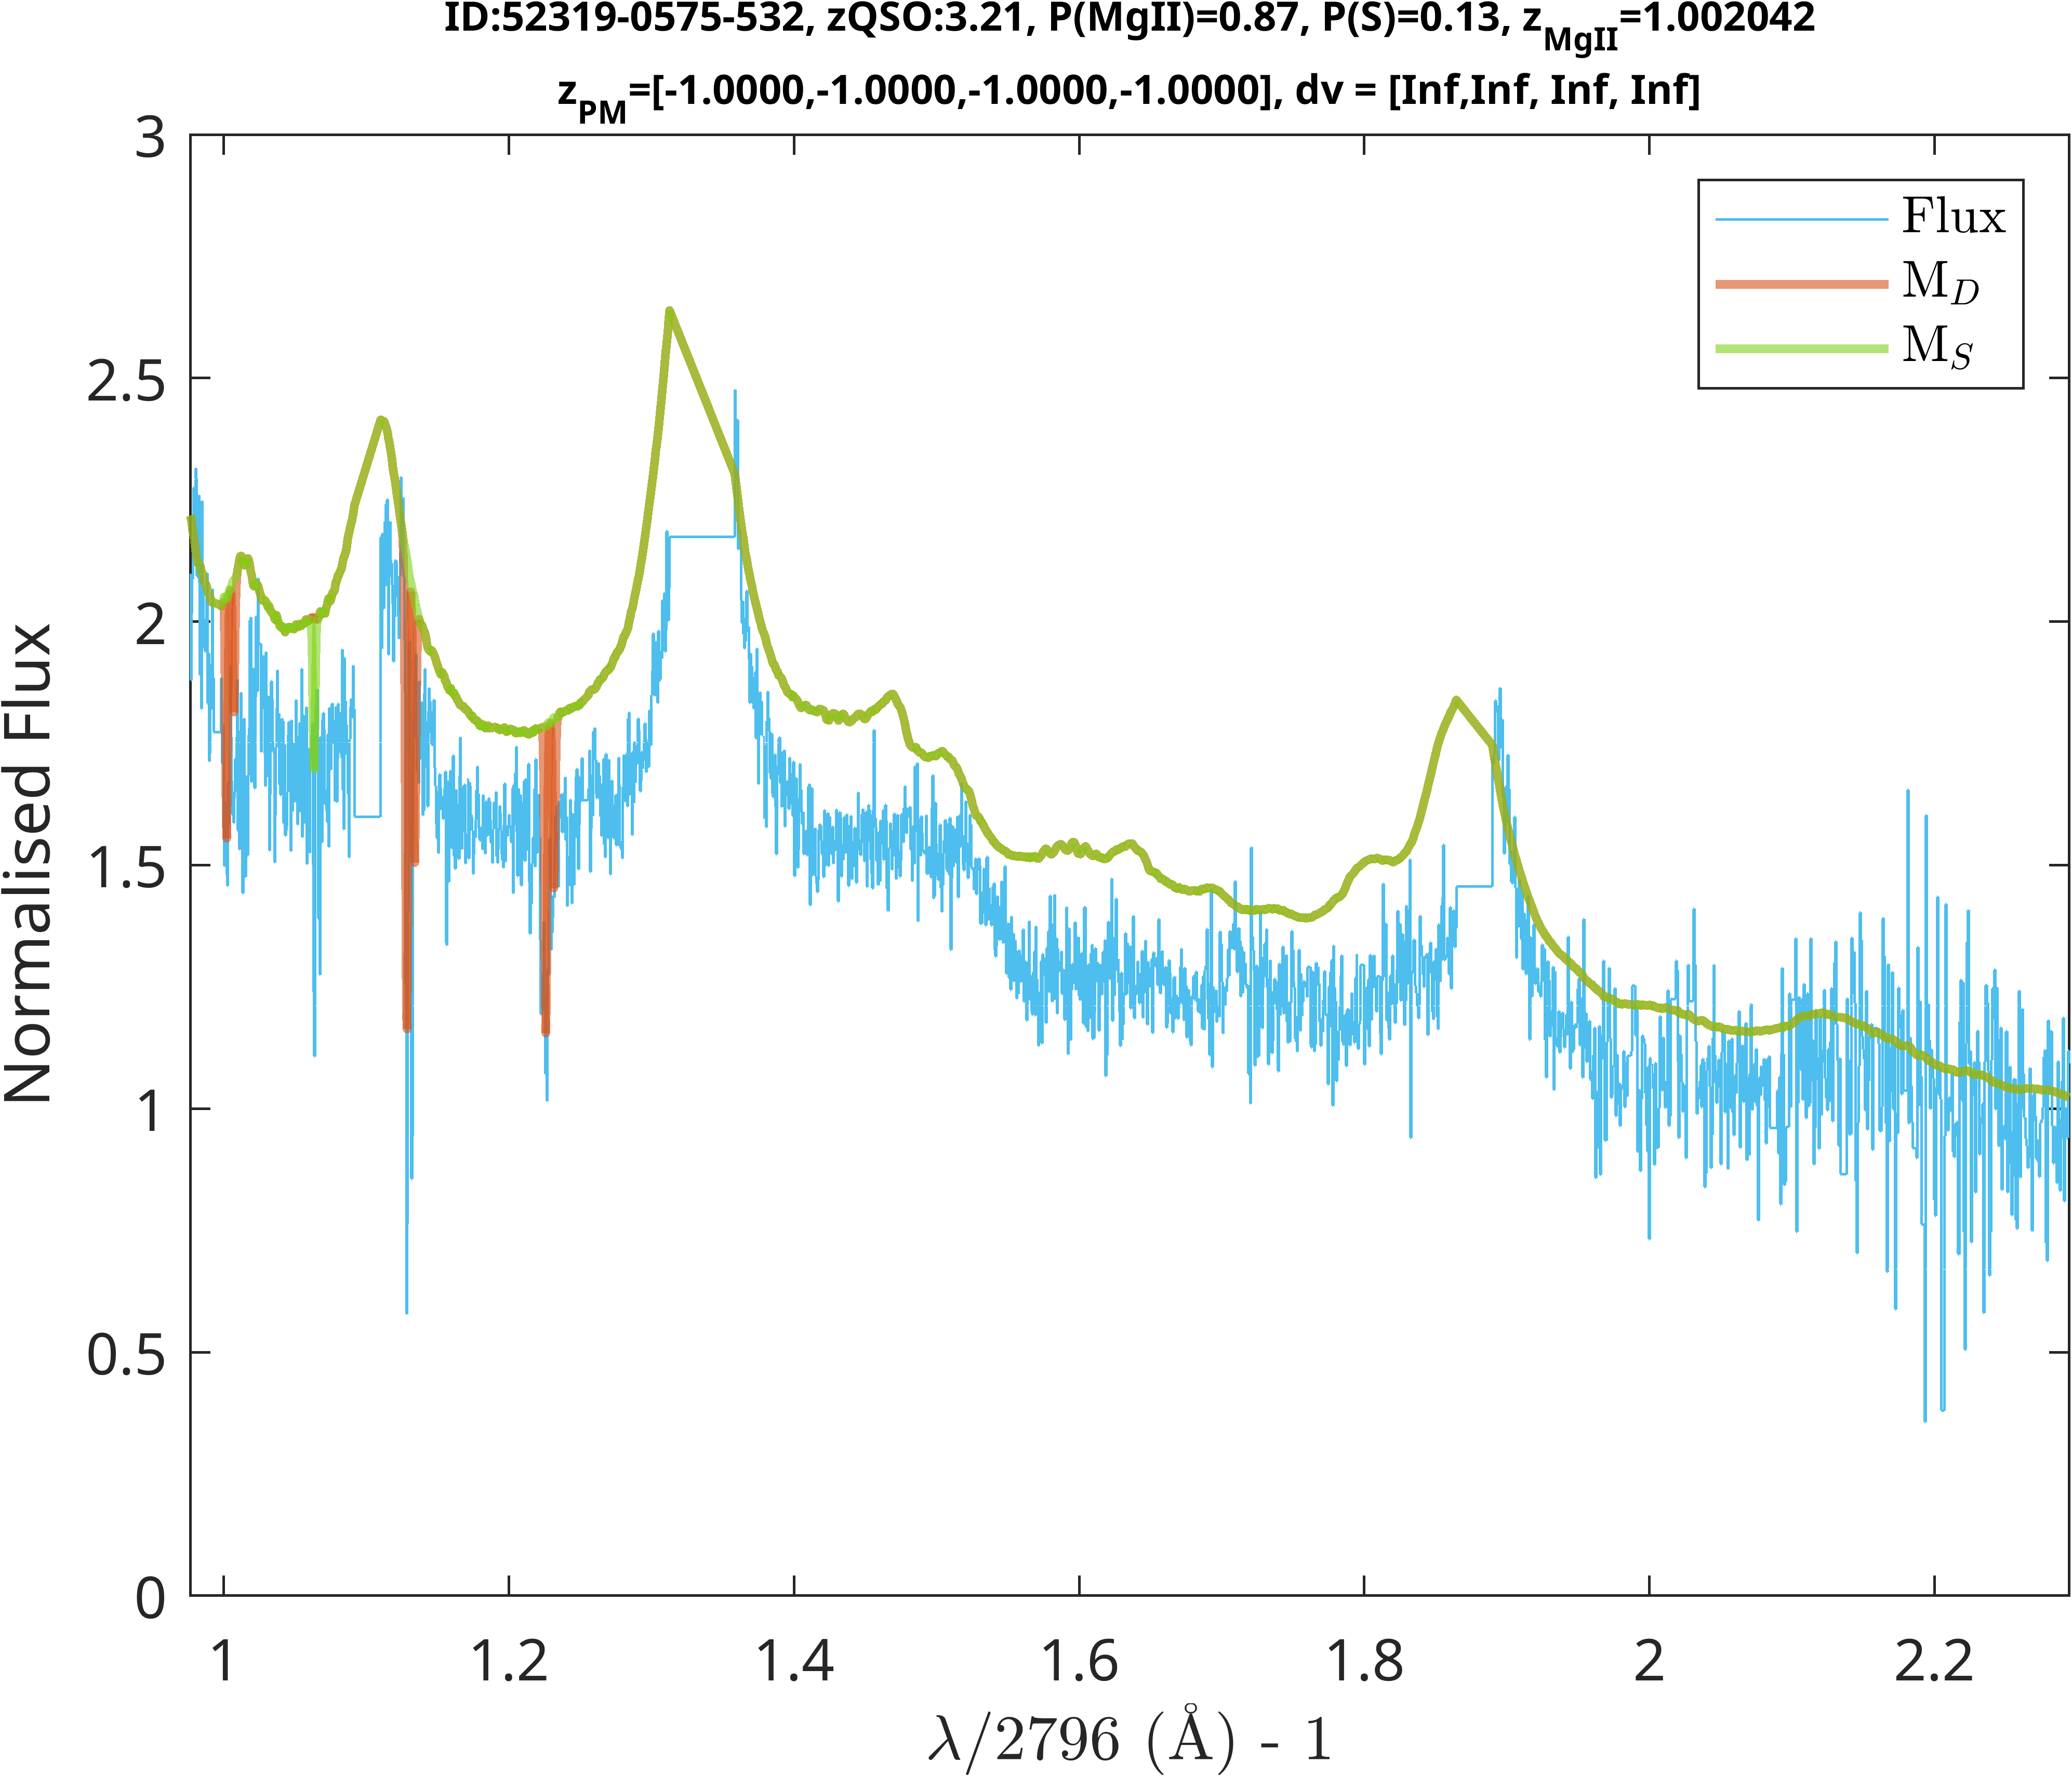 ID:52319-0575-532, zQSO:3.21, P(MgII)=0.87, P(S)=0.13, zMgII=1.002042
zPM=[-1.0000,-1.0000,-1.0000,-1.0000], dv = [Inf,Inf, Inf, Inf]
3
2.5
2
1.5
1
0.5
0
Normalised Flux
Flux
MD
MS
1
1.2
1.4
1.6
1.8
2
2.2
λ/2796 (Å) - 1